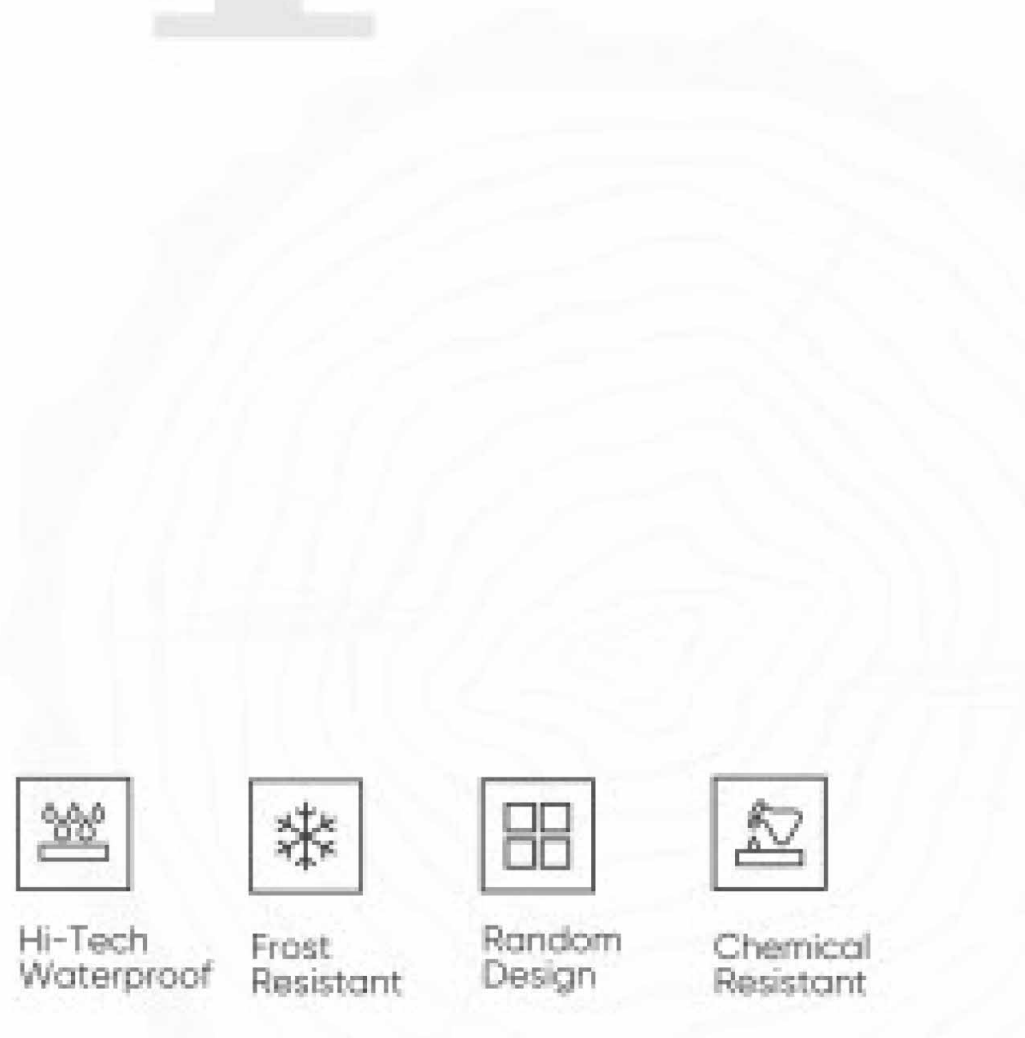 Hi-Tech
Waterproof
Frost
Resistant
Random
Design
Chemical
Resistant